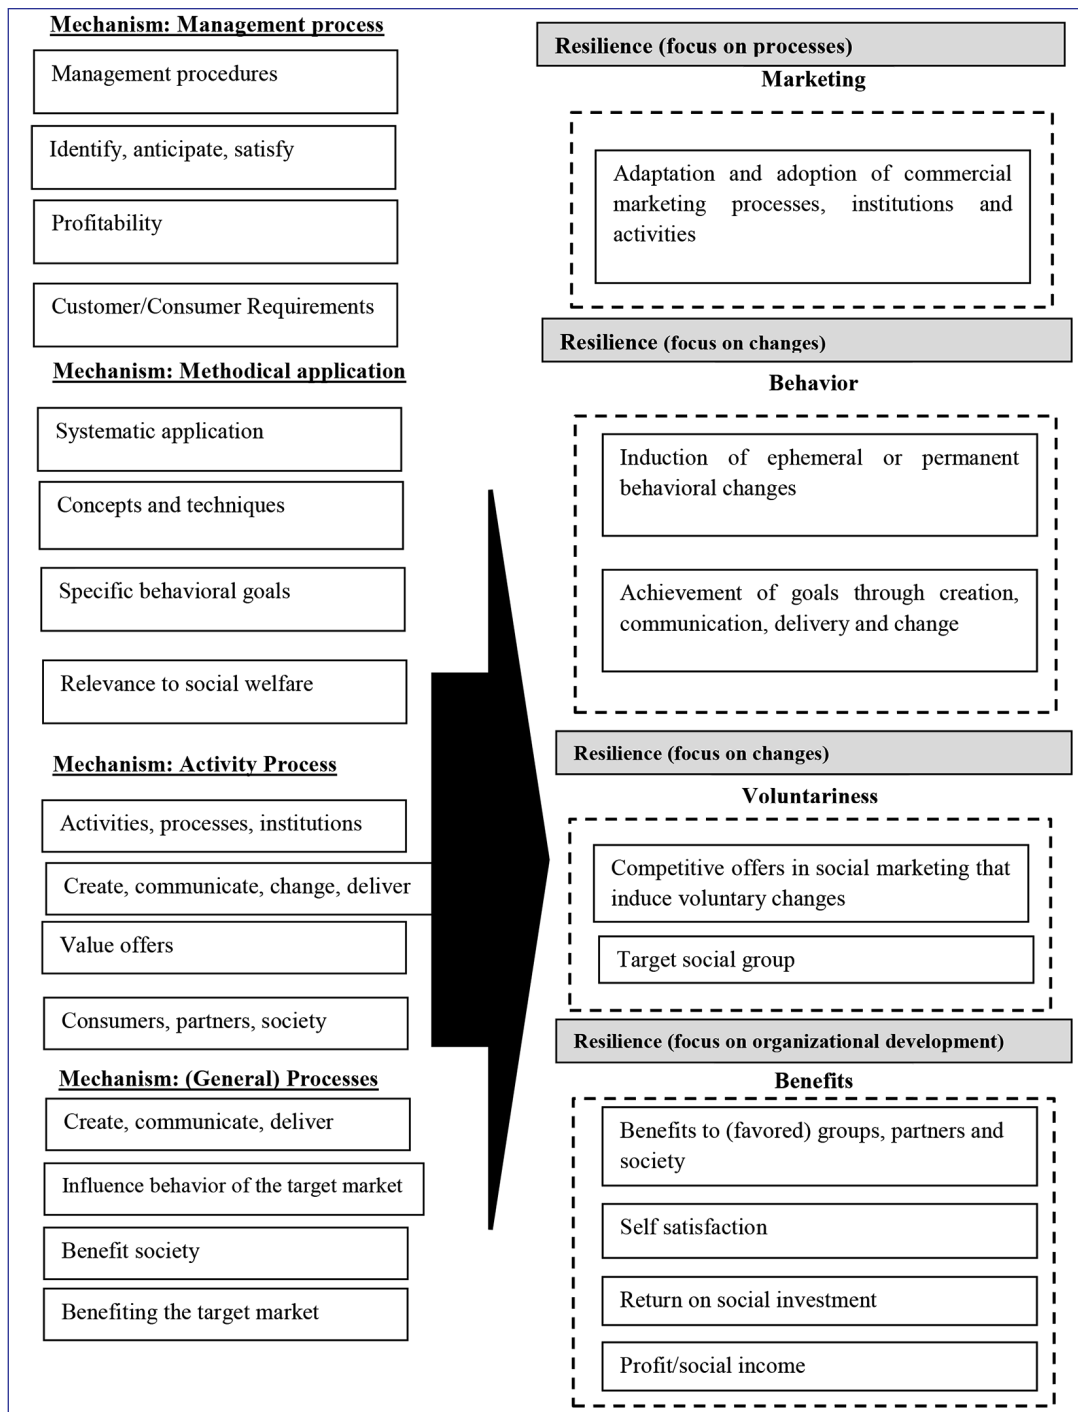 Mechanism: Management process
Management procedures
Identify, anticipate, satisfy
Profitability
Customer/Consumer Requirements
Mechanism: Methodical application
Systematic application
Concepts and techniques
Specific behavioral goals
Relevance to social welfare
Mechanism: Activity Process
Activities, processes, institutions
Create, communicate, change, deliver
Value offers
Consumers, partners, society
Mechanism: (General) Processes
Create, communicate, deliver
Influence behavior of the target market
Benefit society
Benefiting the target market
Resilience (focus on processes)
Marketing
Adaptation and adoption of commercial
marketing processes, institutions and
activities
Resilience (focus on changes)
Behavior
Induction of ephemeral or permanent
behavioral changes
Achievement of goals through creation,
communication, delivery and change
Resilience (focus on changes)
Voluntariness
Competitive offers in social marketing that
induce voluntary changes
Target social group
Resilience (focus on organizational development)
Benefits
Benefits to (favored) groups, partners and
society
Self satisfaction
Return on social investment
Profit/social income